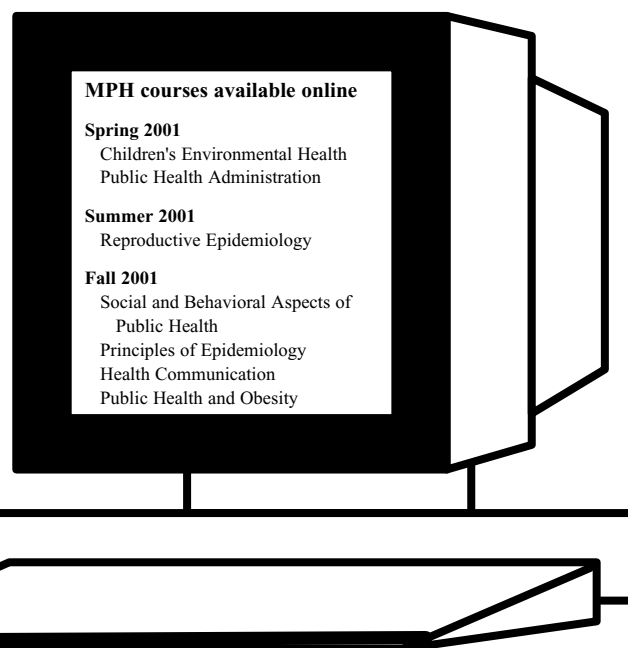 MPH courses available online
Spring 2001
Children's Environmental Health
Public Health Administration
Summer 2001
Reproductive Epidemiology
Fall 2001
Social and Behavioral Aspects of
Public Health
Principles of Epidemiology
Health Communication
Public Health and Obesity